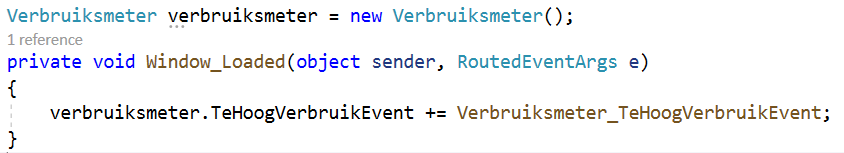 Verbruiksmeter verbruiksmeter = new Verbruiksmeter();
1 reference
private void Window_Loaded(object sender, RoutedEventArgs e)
{
    verbruiksmeter.TeHoogVerbruikEvent += Verbruiksmeter_TeHoogVerbruikEvent;
}